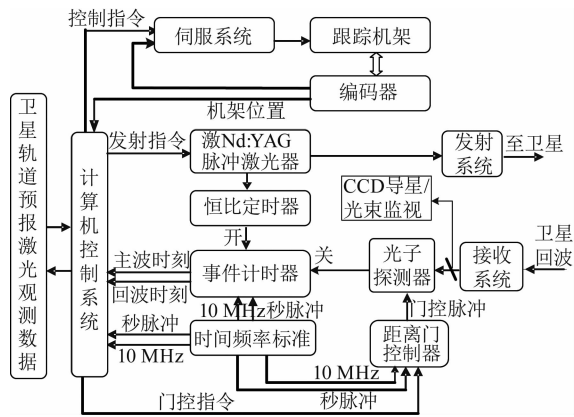 控制指令
伺服系统
跟踪机架
编码器
机架位置
卫星轨道预报激光观测数据
计算机控制系统
发射指令
激Nd:YAG
脉冲激光器
发射
系统
至卫星
恒比定时器
CCD导星/
光束监视
开
主波时刻
回波时刻
事件计时器
关
光子
探测器
接收
系统
卫星
回波
10 MHz
秒脉冲
门控脉冲
秒脉冲
10 MHz
时间频率标准
距离门
控制器
10 MHz
秒脉冲
门控指令